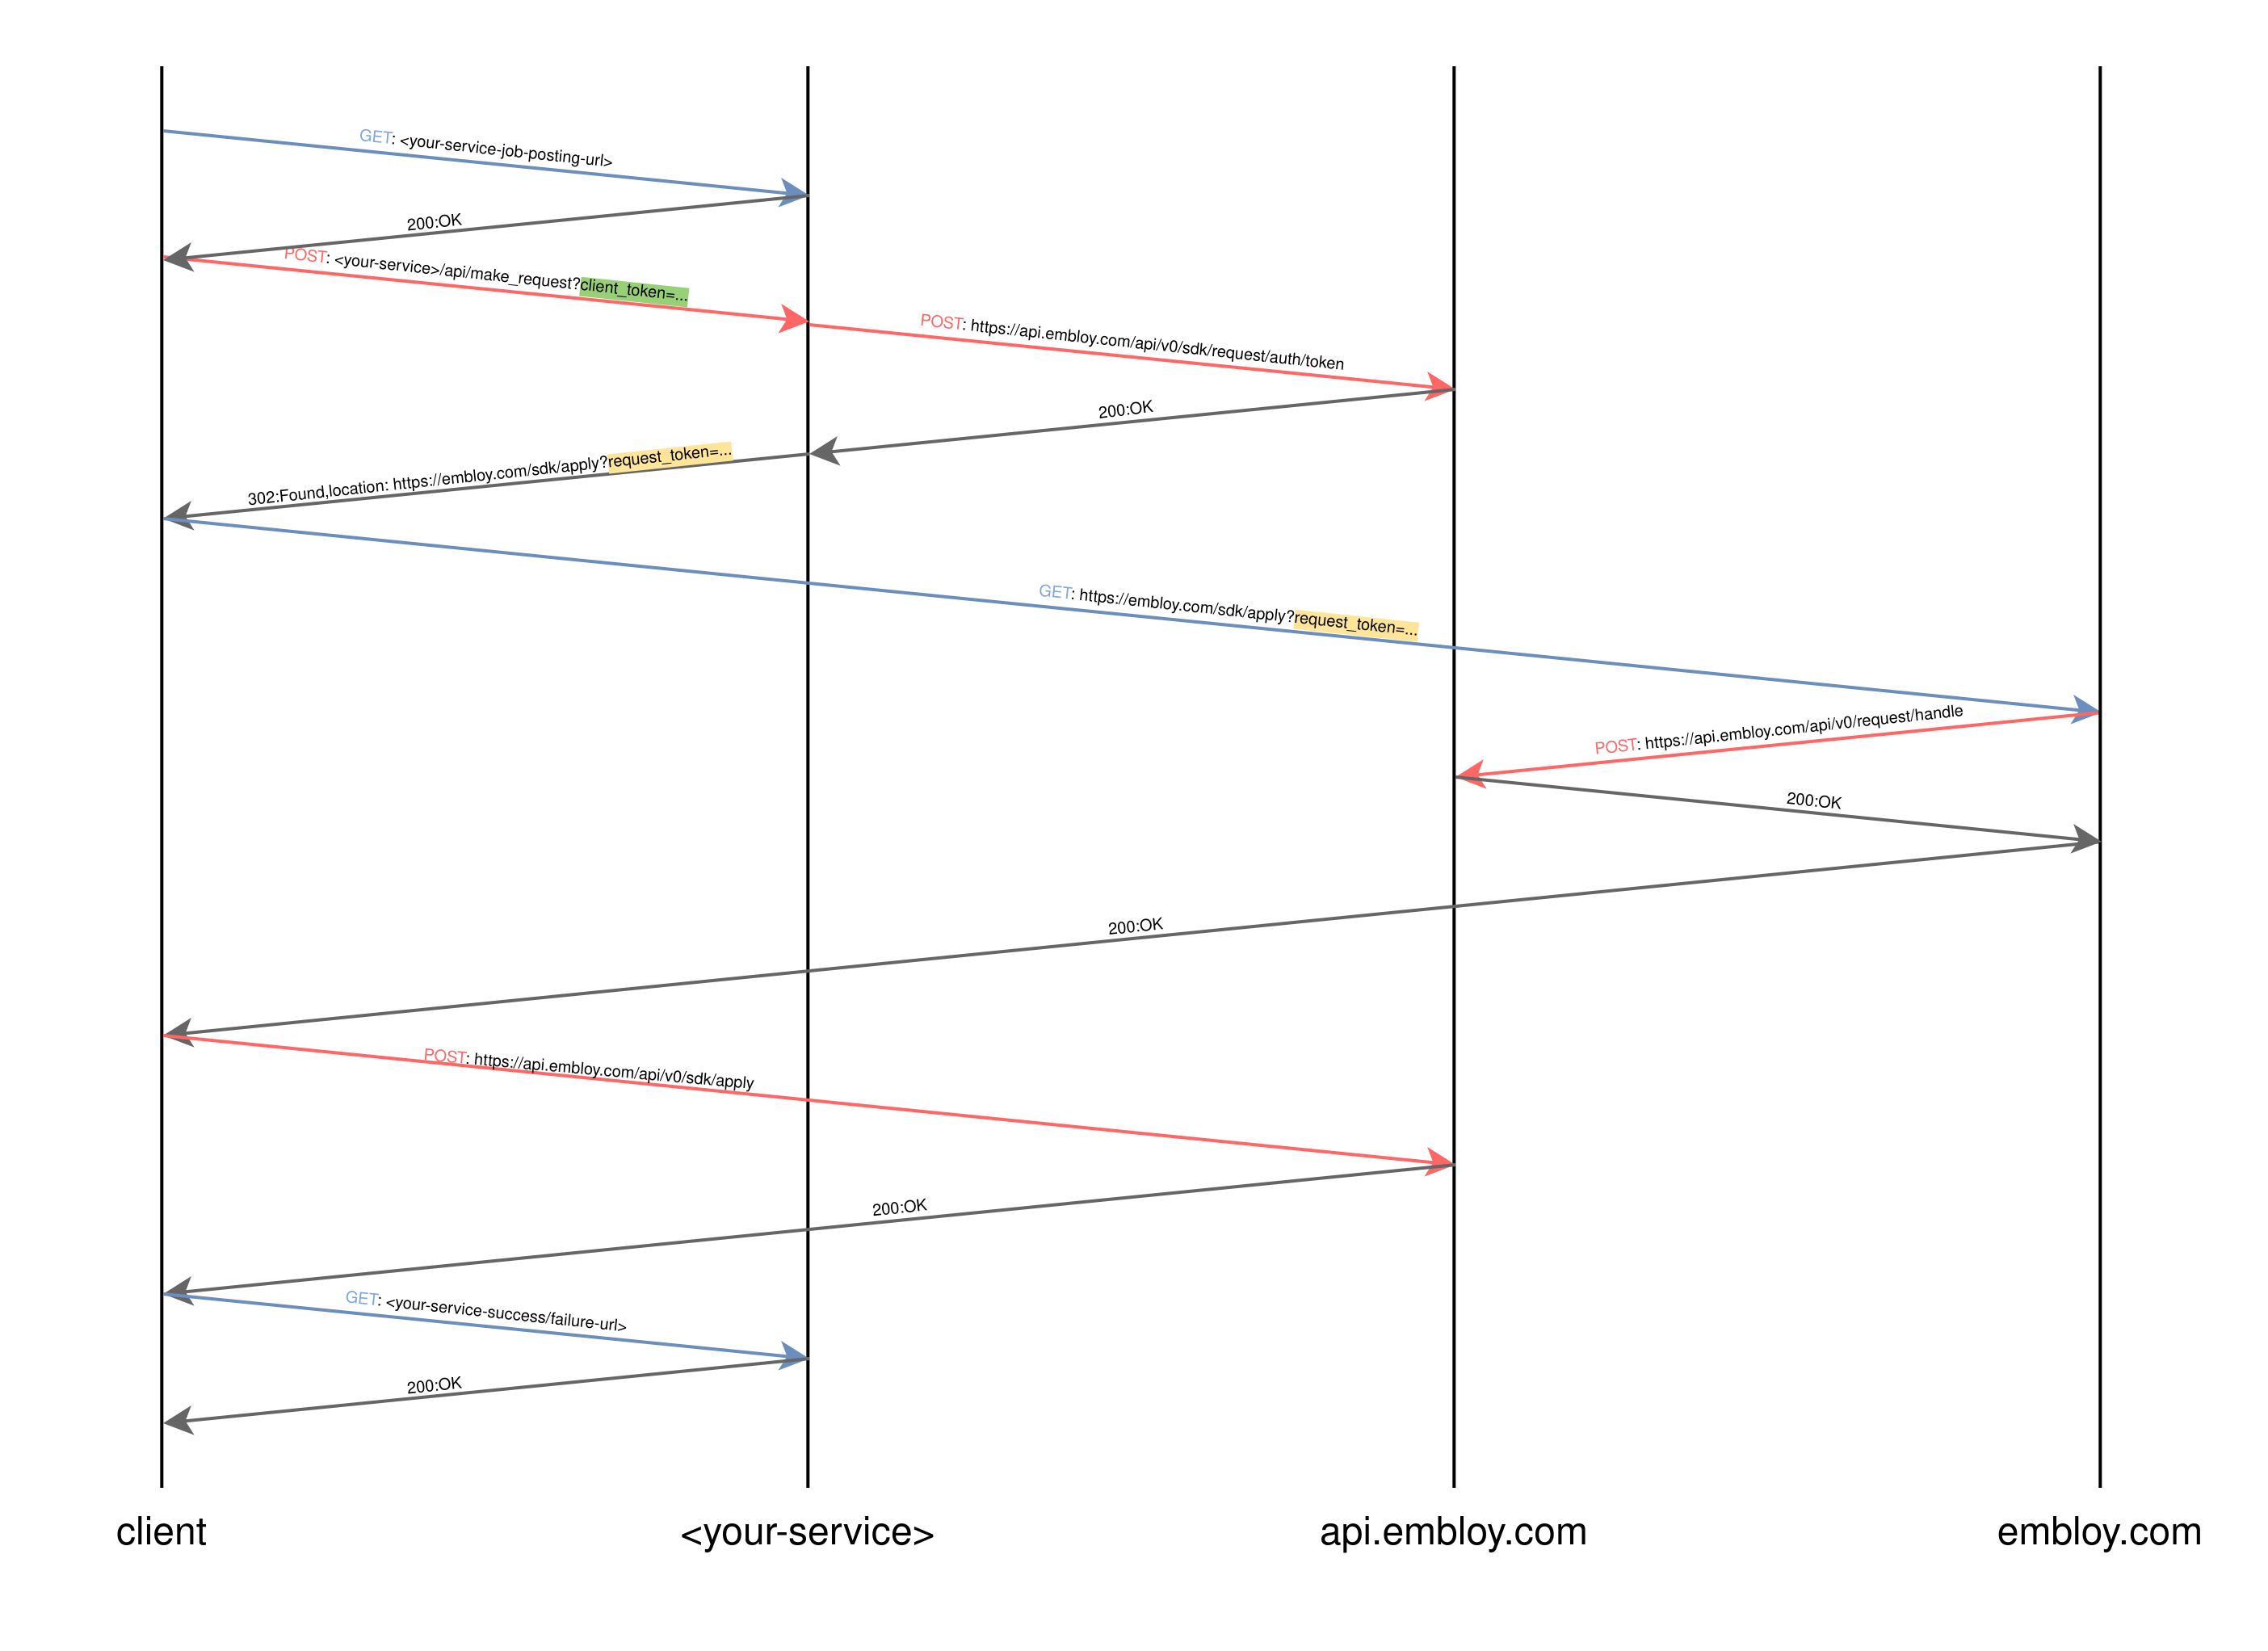 GET: <your-service-job-posting-url>
200:OK
POST: <your-service>/api/make_request?client_token=...
POST: https://api.embloy.com/api/v0/sdk/request/auth/token
200:OK
302:Found,location: https://embloy.com/sdk/apply?request_token=...
GET: https://embloy.com/sdk/apply?request_token=...
POST: https://api.embloy.com/api/v0/request/handle
200:OK
200:OK
POST: https://api.embloy.com/api/v0/sdk/apply
200:OK
GET: <your-service-success/failure-url>
200:OK
client
<your-service>
api.embloy.com
embloy.com